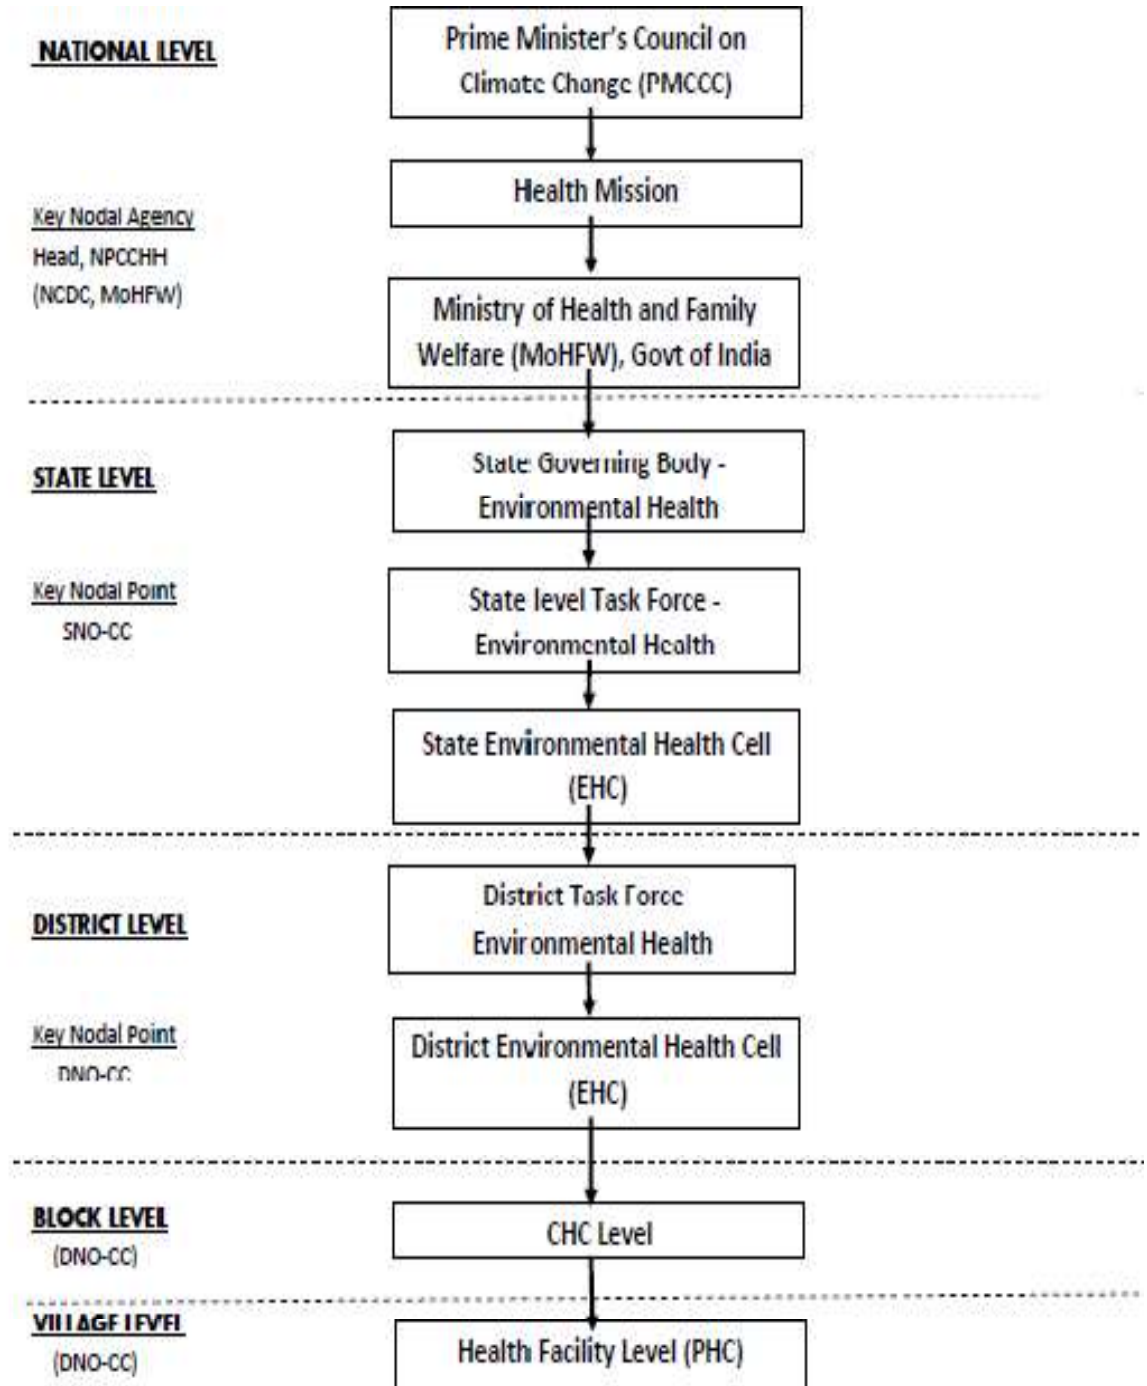 NATIONAL LEVEL
Prime Minister's Council on
Climate Change (PMCCC)
Health Mission
Key Nodal Agency
Head, NPCCHH
(NCDC, MoHFW)
Ministry of Health and Family
Welfare (MoHFW), Govt of India
STATE LEVEL
State Governing Body -
Environmental Health
Key Nodal Point
SNO-CC
State level Task Force -
Environmental Health
State Environmental Health Cell
(EHC)
DISTRICT LEVEL
District Task Force
Environmental Health
Key Nodal Point
DNO-CC
District Environmental Health Cell
(EHC)
BLOCK LEVEL
(DNO-CC)
CHC Level
VILLAGE LEVEL
(DNO-CC)
Health Facility Level (PHC)